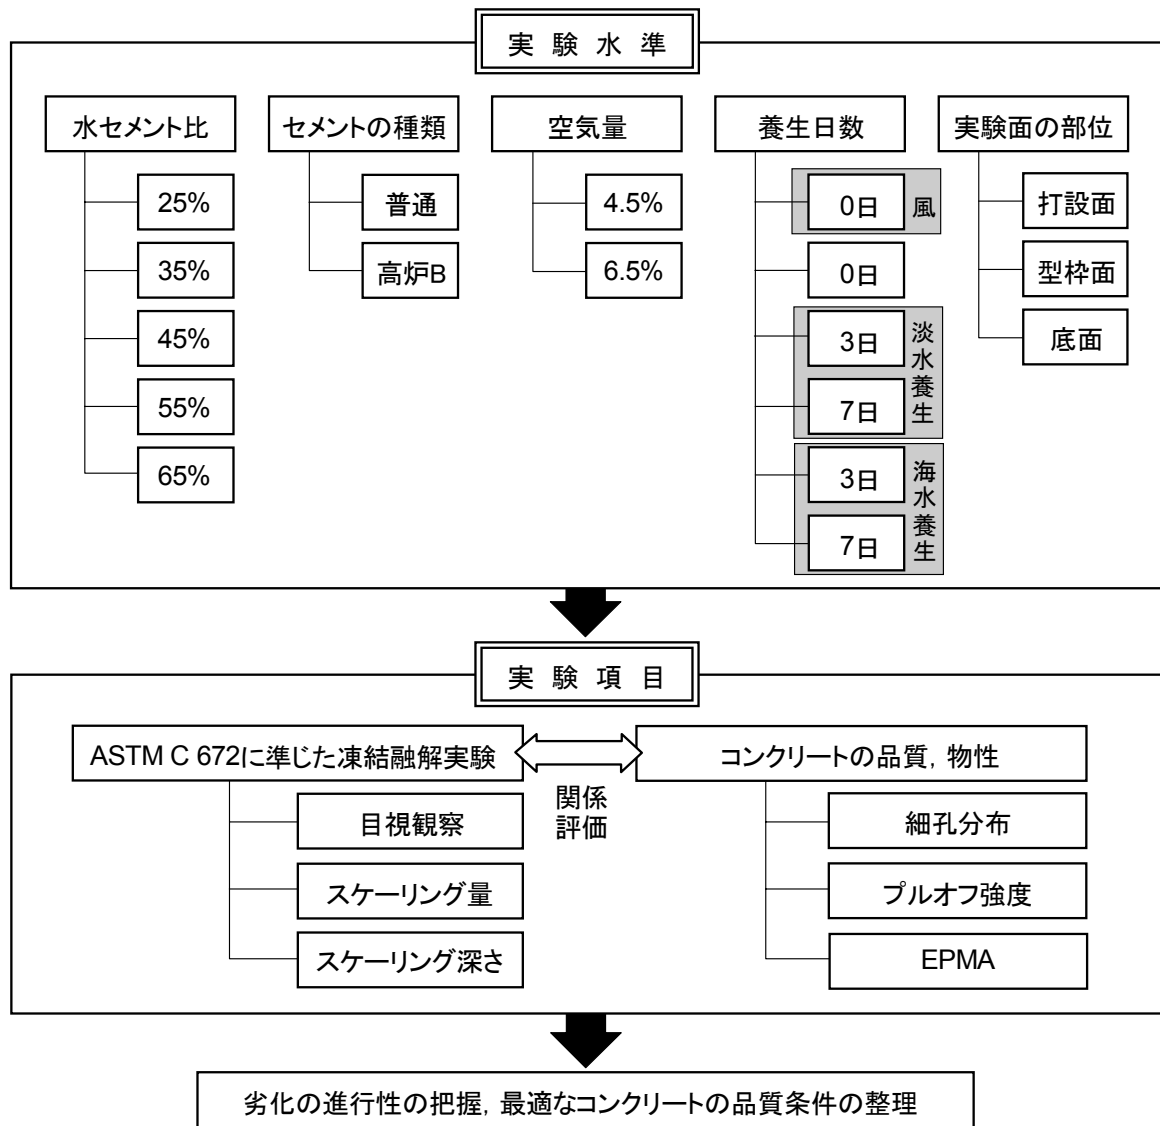 実 験 水 準
水セメント比
25%
35%
45%
55%
65%
セメントの種類
普通
高炉B
空気量
4.5%
6.5%
養生日数
0日 風
0日
3日
7日
淡水養生
3日
7日
海水養生
実験面の部位
打設面
型枠面
底面
実 験 項 目
ASTM C 672に準じた凍結融解実験
目視観察
スケーリング量
スケーリング深さ
関係
評価
コンクリートの品質，物性
細孔分布
プルオフ強度
EPMA
劣化の進行性の把握，最適なコンクリートの品質条件の整理